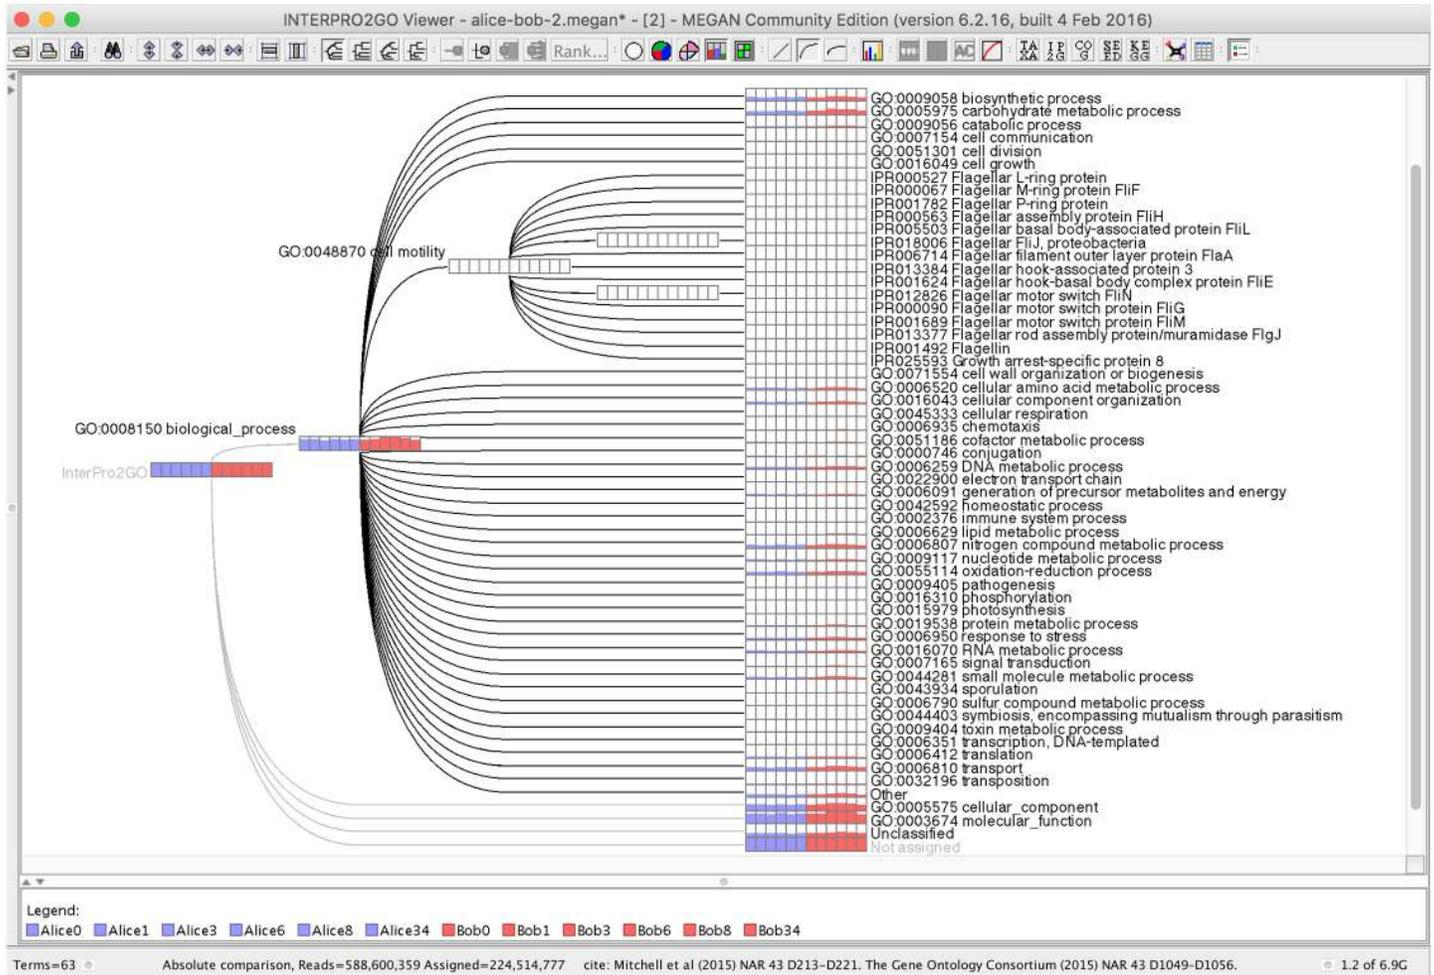 INTERPRO2GO Viewer - alice-bob-2.megan* - [2] - MEGAN Community Edition (version 6.2.16, built 4 Feb 2016)
Rank...
AC
TA XA
IP 2G
CO G
SE ED
KE GG
GO:0009058 biosynthetic process
GO:0005975 carbohydrate metabolic process
GO:0009056 catabolic process
GO:0007154 cell communication
GO:0051301 cell division
GO:0016049 cell growth
IPR000527 Flagellar L-ring protein
IPR000067 Flagellar M-ring protein FliF
IPR001782 Flagellar P-ring protein
IPR000563 Flagellar assembly protein FliH
IPR005503 Flagellar basal body-associated protein FliL
IPR018006 Flagellar FliJ, proteobacteria
GO:0048870 cell motility
IPR006714 Flagellar filament outer layer protein FlaA
IPR013384 Flagellar hook-associated protein 3
IPR001624 Flagellar hook-basal body complex protein FliE
IPR012826 Flagellar motor switch FliN
IPR000090 Flagellar motor switch protein FliG
IPR001689 Flagellar motor switch protein FliM
IPR013377 Flagellar rod assembly protein/muramidase FlgJ
IPR001492 Flagellin
IPR025593 Growth arrest-specific protein 8
GO:0071554 cell wall organization or biogenesis
GO:0006520 cellular amino acid metabolic process
GO:0016043 cellular component organization
GO:0045333 cellular respiration
GO:0006935 chemotaxis
GO:0008150 biological_process
GO:0051186 cofactor metabolic process
GO:0000746 conjugation
GO:0006259 DNA metabolic process
InterPro2GO
GO:0022900 electron transport chain
GO:0006091 generation of precursor metabolites and energy
GO:0042592 homeostatic process
GO:0002376 immune system process
GO:0006629 lipid metabolic process
GO:0006807 nitrogen compound metabolic process
GO:0009117 nucleotide metabolic process
GO:0055114 oxidation-reduction process
GO:0009405 pathogenesis
GO:0016310 phosphorylation
GO:0015979 photosynthesis
GO:0019538 protein metabolic process
GO:0006950 response to stress
GO:0016070 RNA metabolic process
GO:0007165 signal transduction
GO:0044281 small molecule metabolic process
GO:0043934 sporulation
GO:0006790 sulfur compound metabolic process
GO:0044403 symbiosis, encompassing mutualism through parasitism
GO:0009404 toxin metabolic process
GO:0006351 transcription, DNA-templated
GO:0006412 translation
GO:0006810 transport
GO:0032196 transposition
Other
GO:0005575 cellular_component
GO:0003674 molecular_function
Unclassified
Not assigned
Legend:
Alice0 Alice1 Alice3 Alice6 Alice8 Alice34 Bob0 Bob1 Bob3 Bob6 Bob8 Bob34
Terms=63 Absolute comparison, Reads=588,600,359 Assigned=224,514,777 cite: Mitchell et al (2015) NAR 43 D213-D221. The Gene Ontology Consortium (2015) NAR 43 D1049-D1056. 1.2 of 6.9G